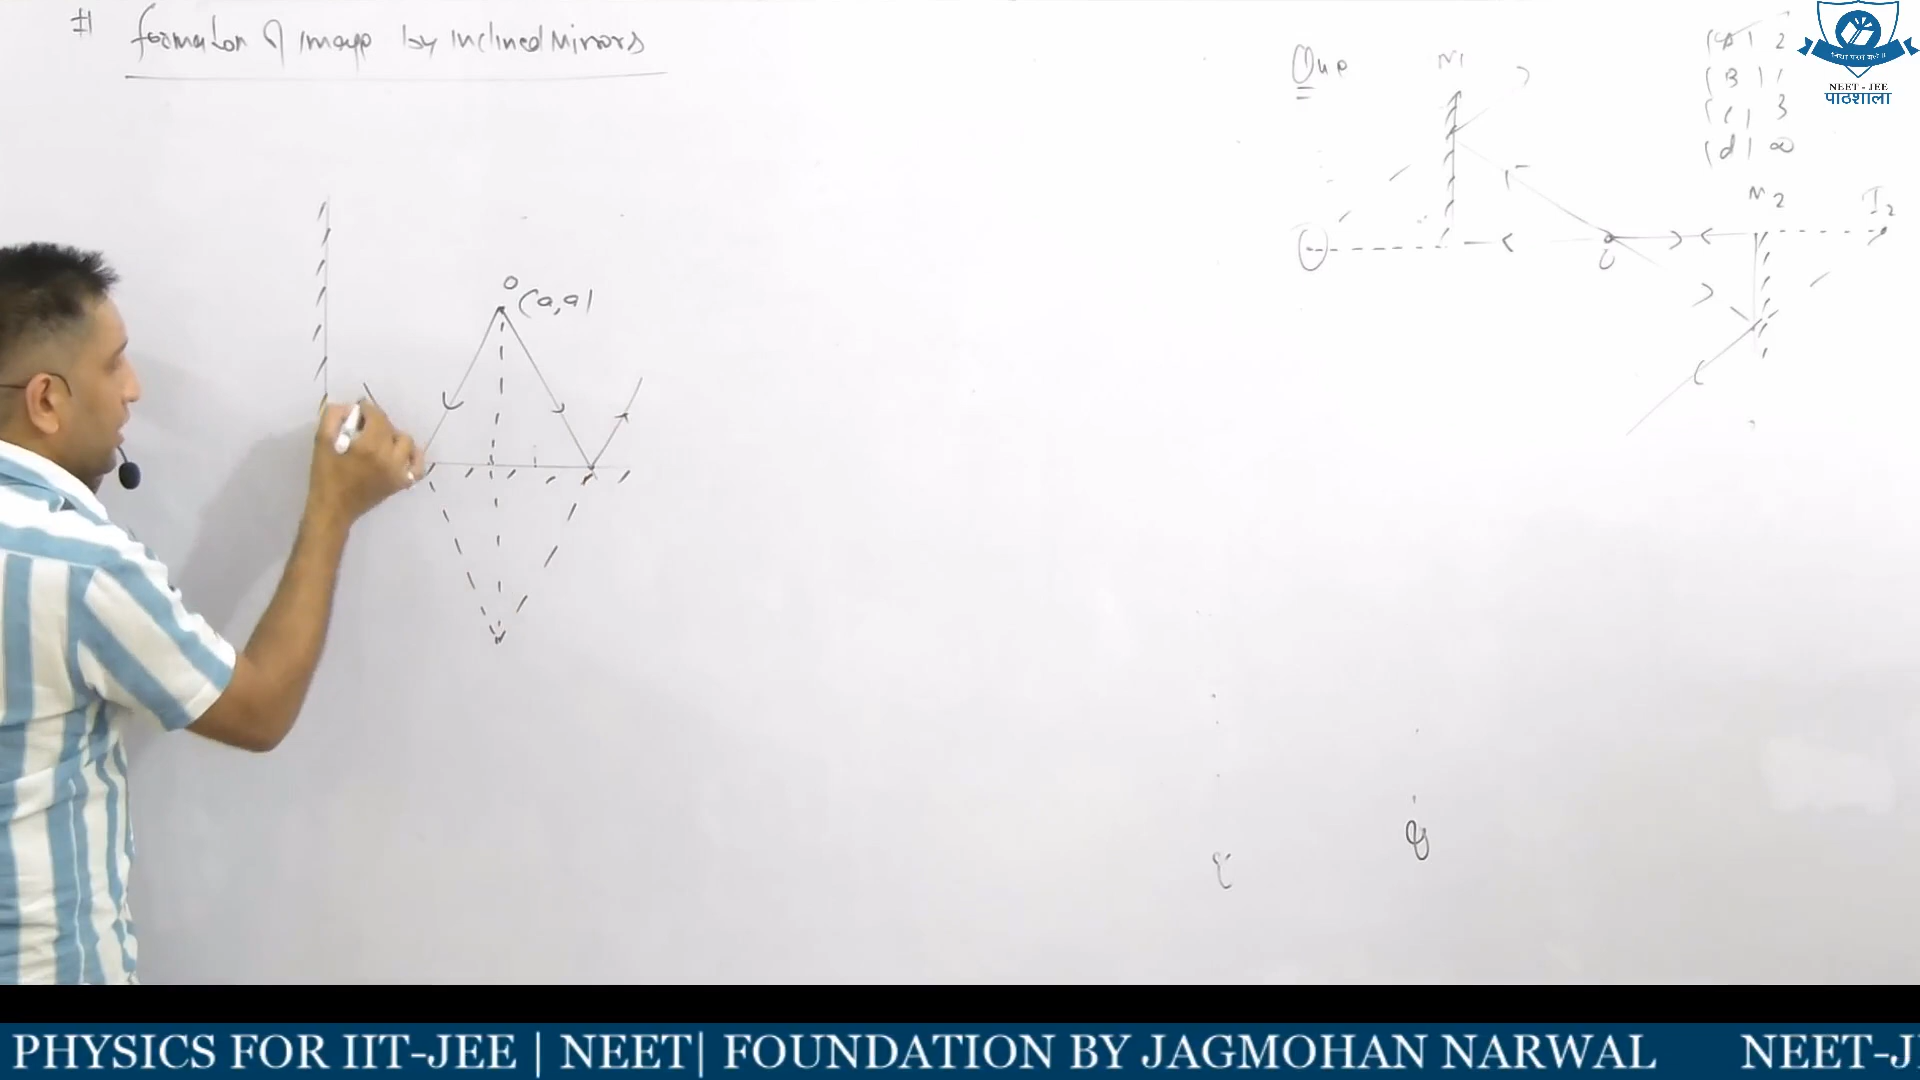 # formation of image by inclined Mirrors
O (a,a)
Que
M1
(A) 2
(B) 1
(C) 3
(d) ∞
M2
I2
O
NEET - JEE
पाठशाला
PHYSICS FOR IIT-JEE | NEET| FOUNDATION BY JAGMOHAN NARWAL NEET-J